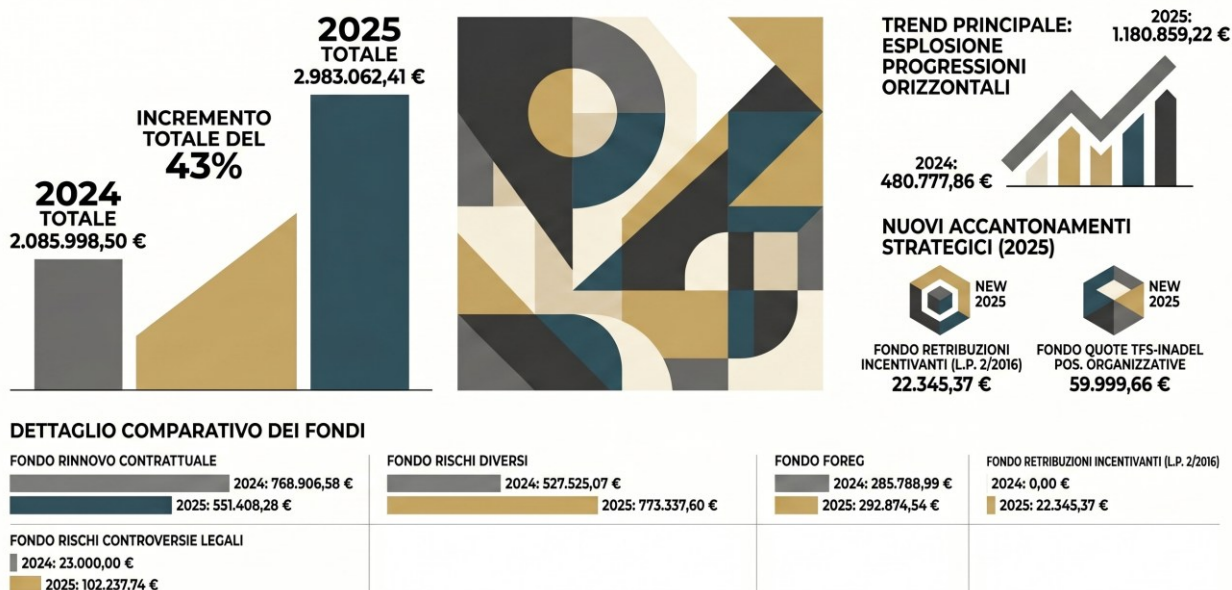 2025
TOTALE
2.983.062,41 €
INCREMENTO
TOTALE DEL
43%
2024
TOTALE
2.085.998,50 €
TREND PRINCIPALE:
ESPLOSIONE
PROGRESSIONI
ORIZZONTALI
2025:
1.180.859,22 €
2024:
480.777,86 €
NUOVI ACCANTONAMENTI
STRATEGICI (2025)
NEW
2025
FONDO RETRIBUZIONI
INCENTIVANTI (L.P. 2/2016)
22.345,37 €
NEW
2025
FONDO QUOTE TFS-INADEL
POS. ORGANIZZATIVE
59.999,66 €
DETTAGLIO COMPARATIVO DEI FONDI
FONDO RINNOVO CONTRATTUALE
2024: 768.906,58 €
2025: 551.408,28 €
FONDO RISCHI DIVERSI
2024: 527.525,07 €
2025: 773.337,60 €
FONDO FOREG
2024: 285.788,99 €
2025: 292.874,54 €
FONDO RETRIBUZIONI INCENTIVANTI (L.P. 2/2016)
2024: 0,00 €
2025: 22.345,37 €
FONDO RISCHI CONTROVERSIE LEGALI
2024: 23.000,00 €
2025: 102.237,74 €